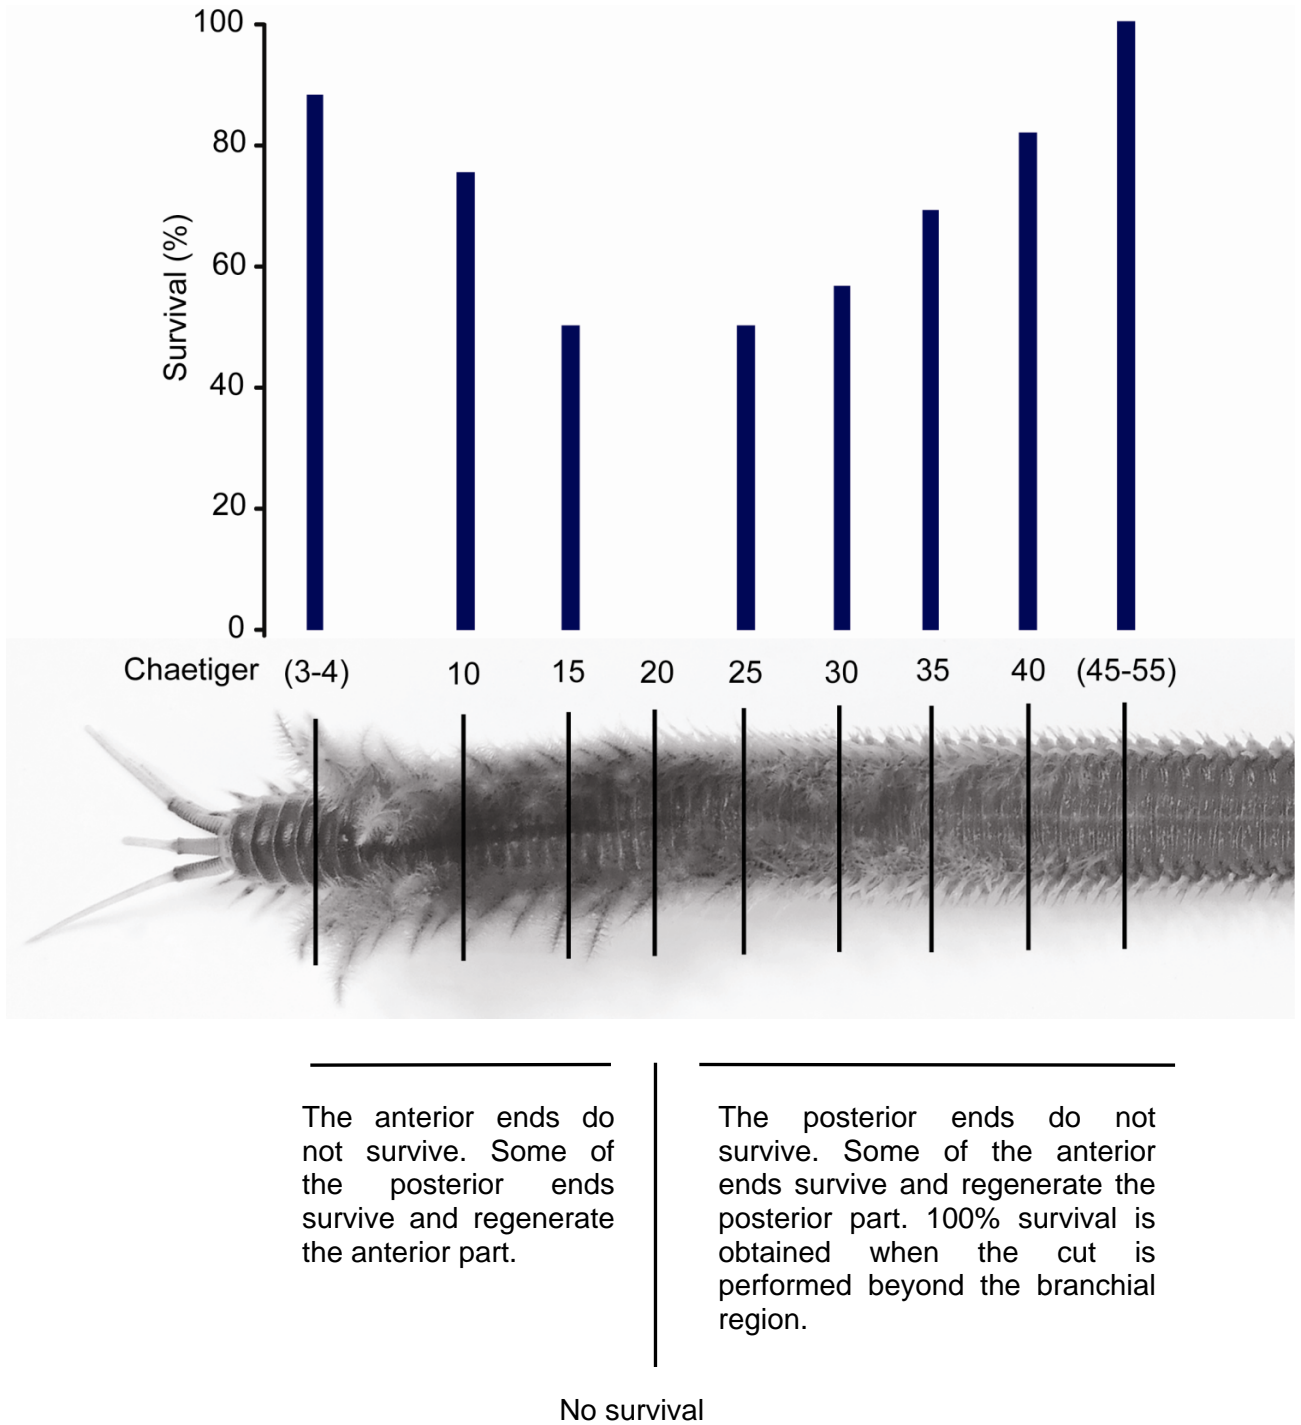 100
80
60
40
20
0
Survival (%)
Chaetiger (3-4) 10 15 20 25 30 35 40 (45-55)
The anterior ends do
not survive. Some of
the posterior ends
survive and regenerate
the anterior part.
The posterior ends do not
survive. Some of the anterior
ends survive and regenerate the
posterior part. 100% survival is
obtained when the cut is
performed beyond the branchial
region.
No survival